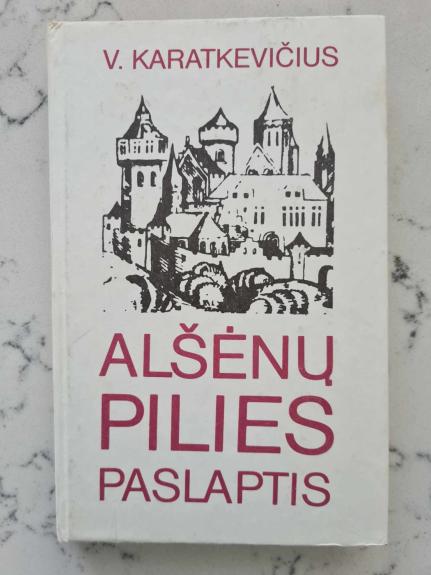 V. KARATKEVIČIUS
ALŠĖNŲ
PILIES
PASLAPTIS